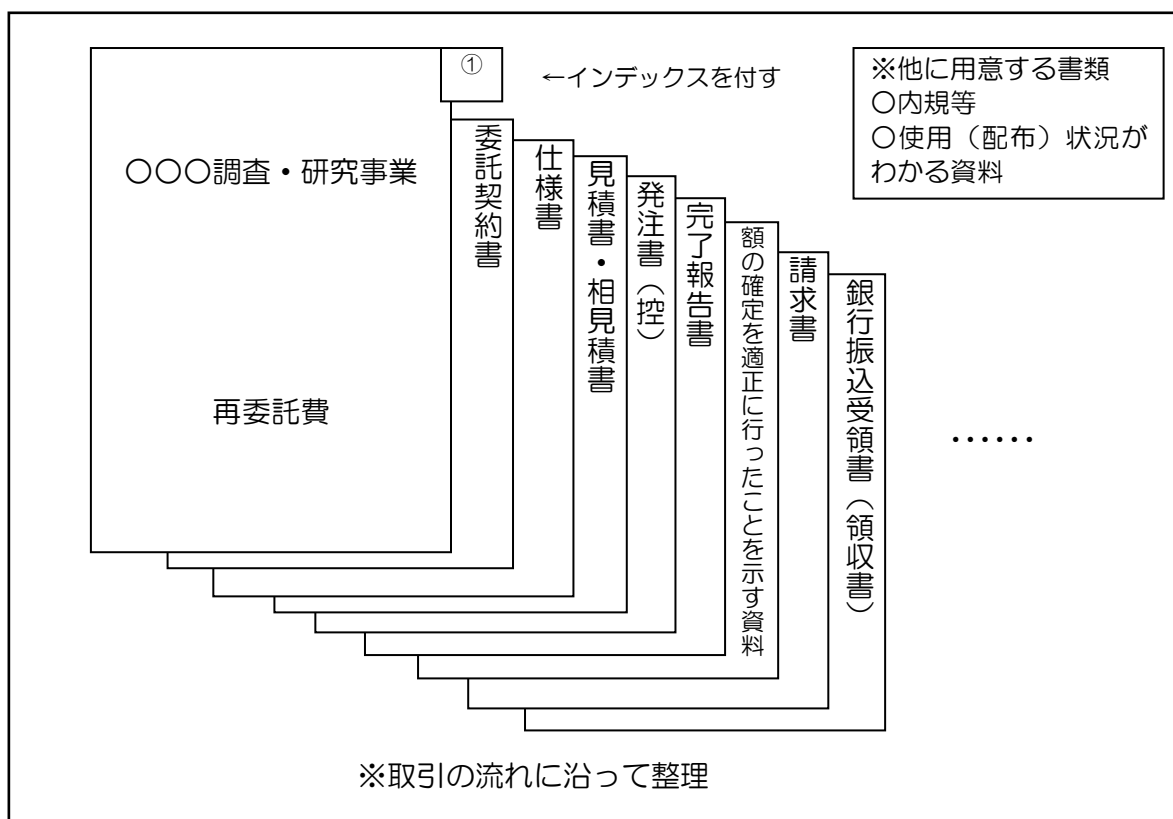 ①
←インデックスを付す
○○○調査・研究事業
再委託費
委託契約書
仕様書
見積書・相見積書
発注書（控）
完了報告書
額の確定を適正に行ったことを示す資料
請求書
銀行振込受領書（領収書）
……
※他に用意する書類
○内規等
○使用（配布）状況が
わかる資料
※取引の流れに沿って整理